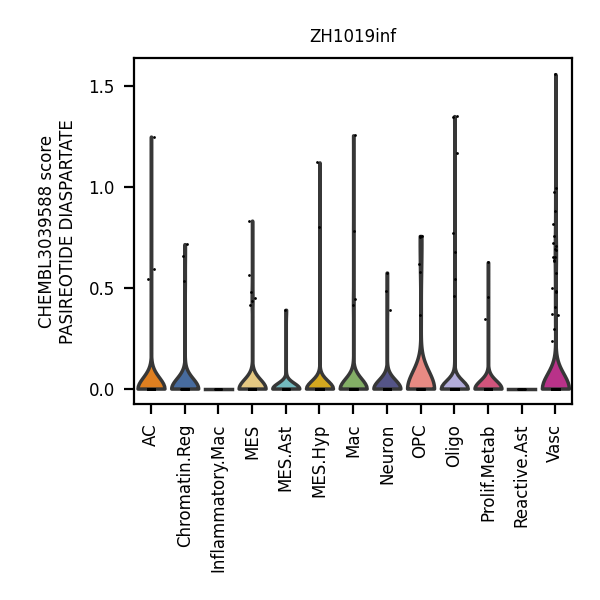 ZH1019inf
CHEMBL3039588 score
PASIREOTIDE DIASPARTATE
1.5
1.0
0.5
0.0
AC
Chromatin.Reg
Inflammatory.Mac
MES
MES.Ast
MES.Hyp
Mac
Neuron
OPC
Oligo
Prolif.Metab
Reactive.Ast
Vasc